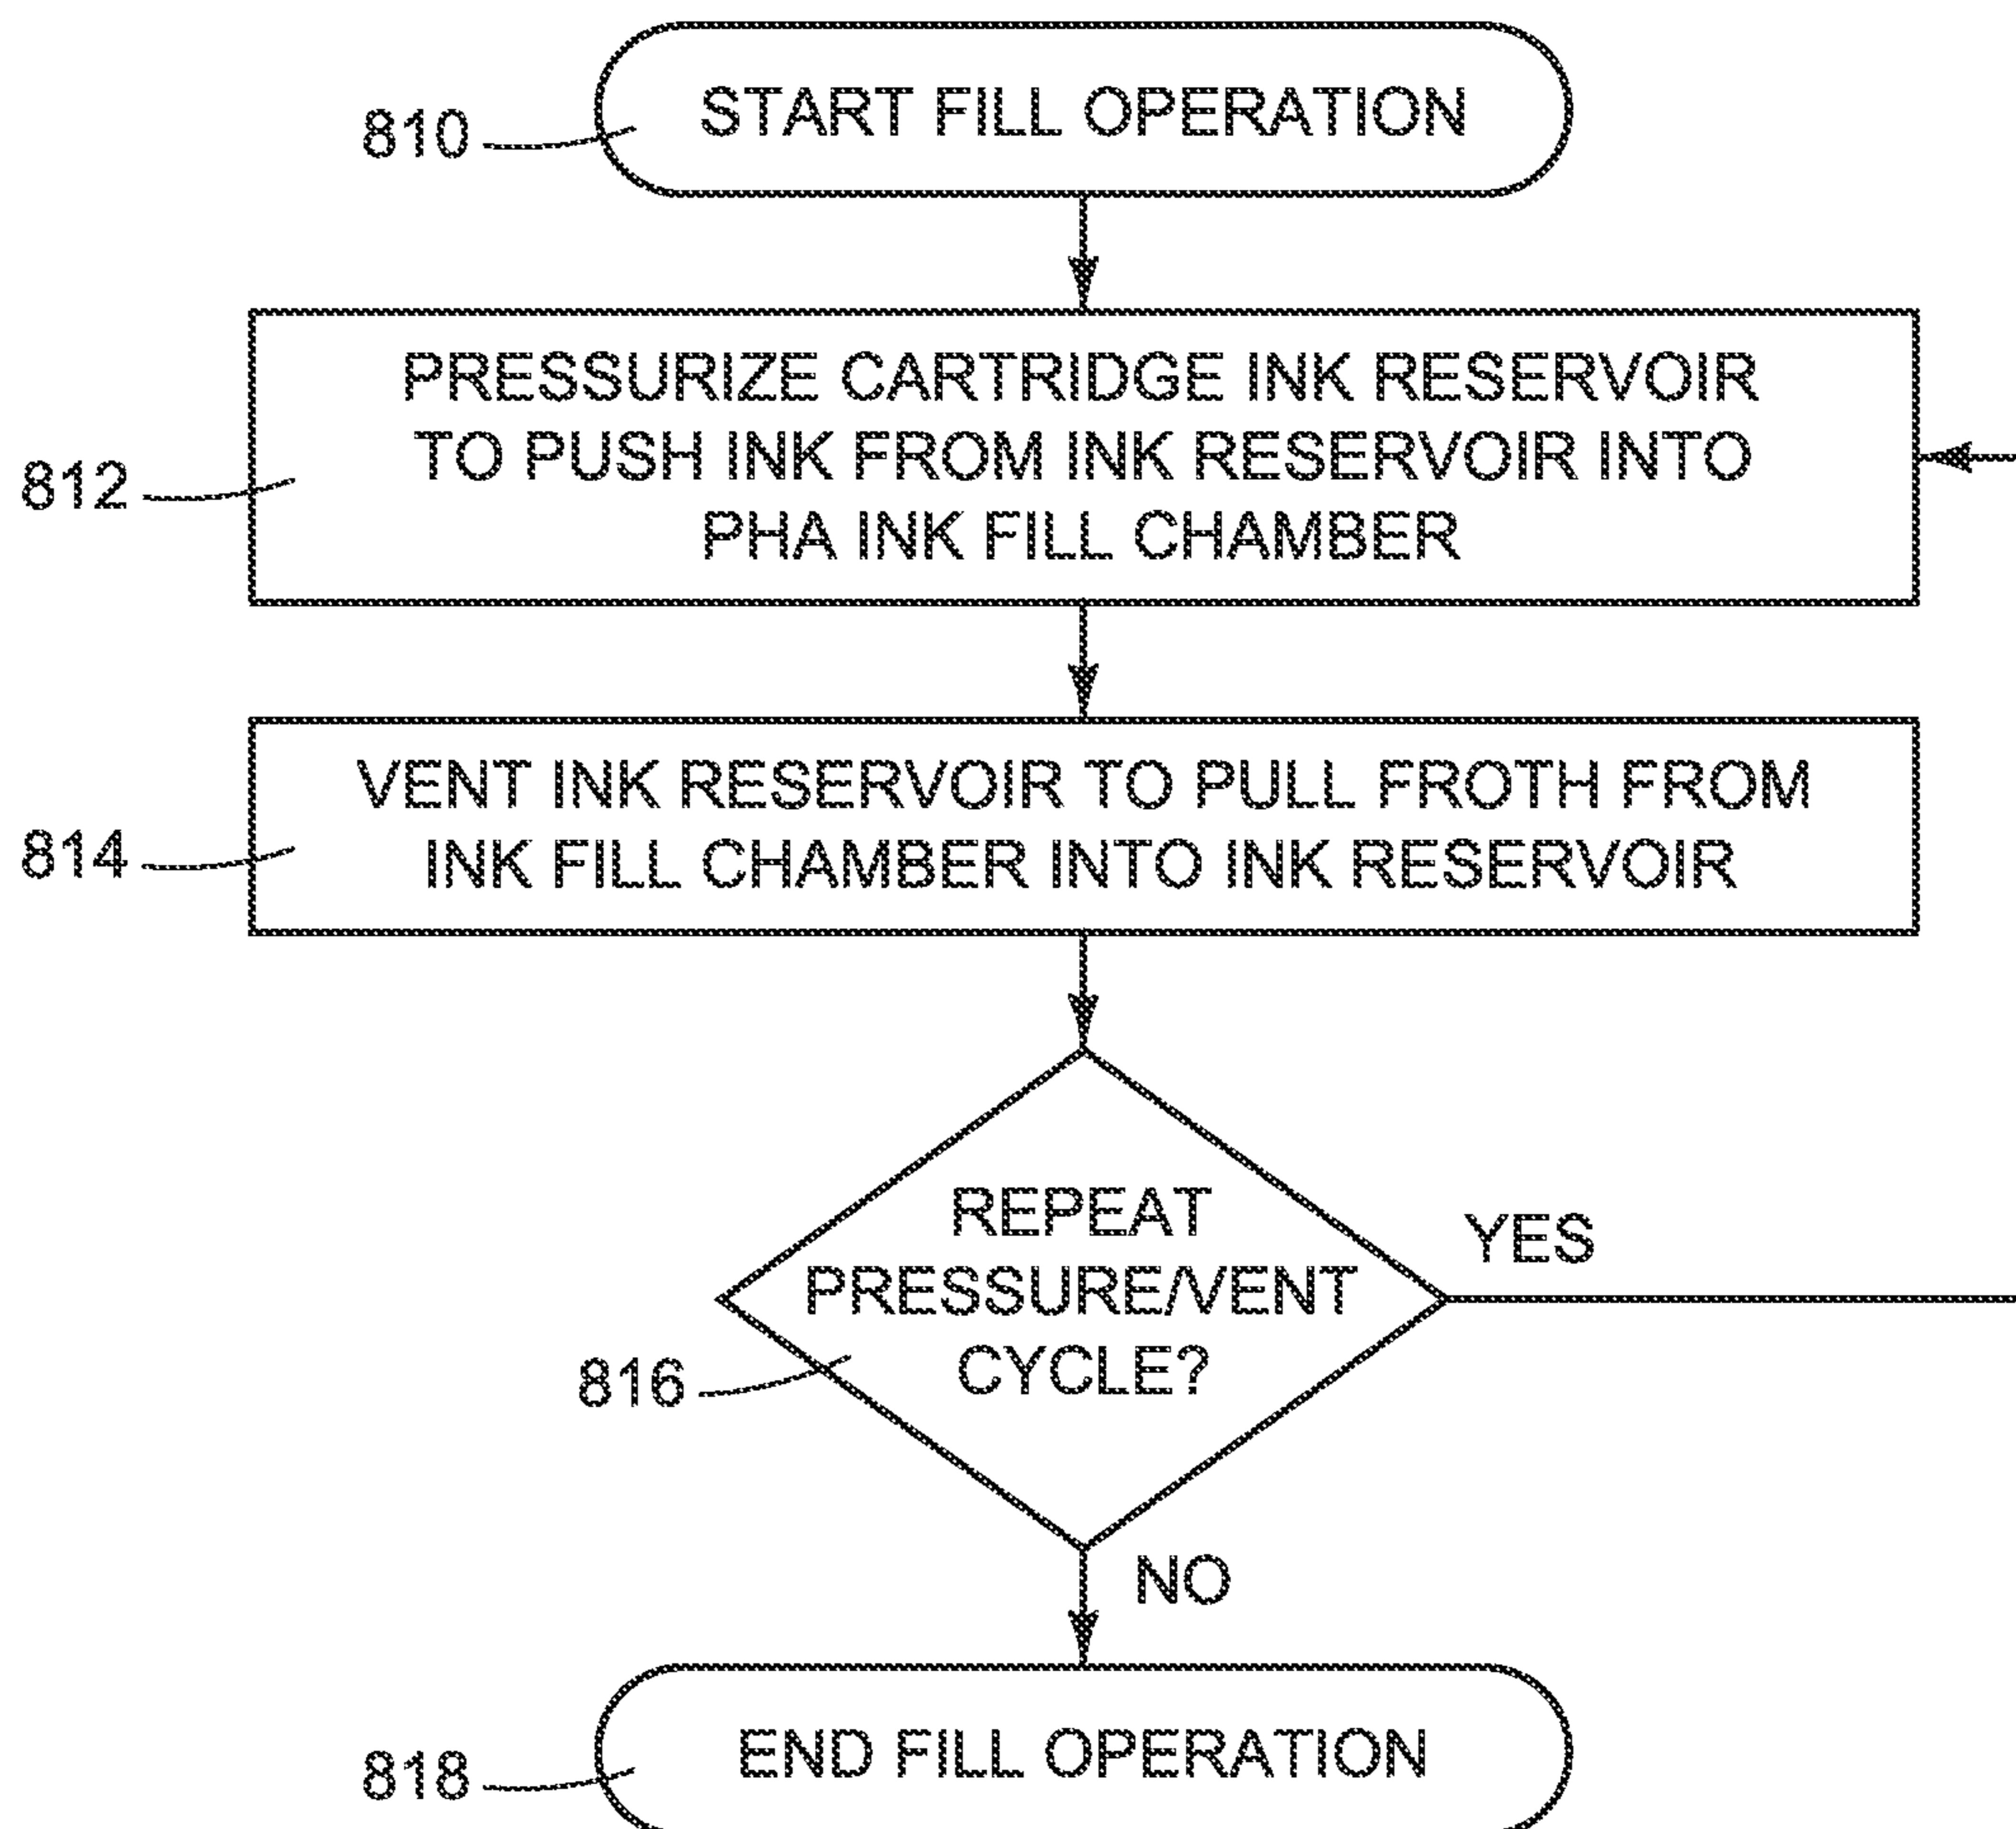 810
START FILL OPERATION
812
PRESSURIZE CARTRIDGE INK RESERVOIR
TO PUSH INK FROM INK RESERVOIR INTO
PHA INK FILL CHAMBER
814
VENT INK RESERVOIR TO PULL FROTH FROM
INK FILL CHAMBER INTO INK RESERVOIR
816
REPEAT
PRESSURE/VENT
CYCLE?
YES
NO
818
END FILL OPERATION